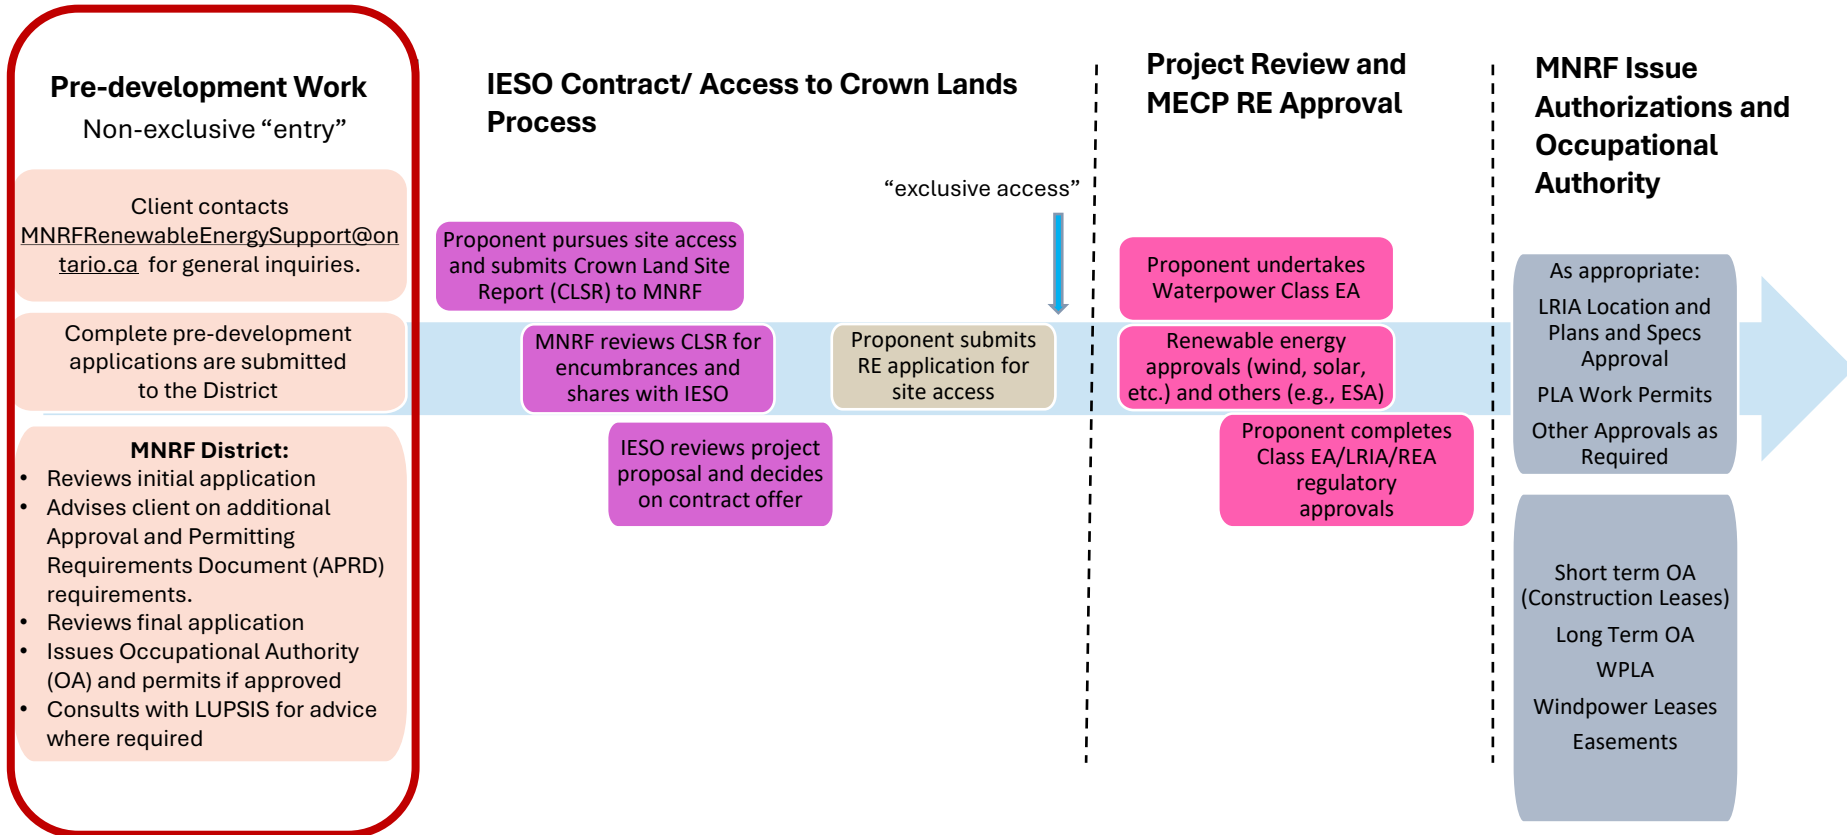 Pre-development Work
Non-exclusive “entry”
Client contacts
MNRFRenewableEnergySupport@on
tario.ca for general inquiries.
Complete pre-development
applications are submitted
to the District
MNRF District:
• Reviews initial application
• Advises client on additional
Approval and Permitting
Requirements Document (APRD)
requirements.
• Reviews final application
• Issues Occupational Authority
(OA) and permits if approved
• Consults with LUPSIS for advice
where required
IESO Contract/ Access to Crown Lands
Process
“exclusive access”
Proponent pursues site access
and submits Crown Land Site
Report (CLSR) to MNRF
MNRF reviews CLSR for
encumbrances and
shares with IESO
IESO reviews project
proposal and decides
on contract offer
Proponent submits
RE application for
site access
Project Review and
MECP RE Approval
Proponent undertakes
Waterpower Class EA
Renewable energy
approvals (wind, solar,
etc.) and others (e.g., ESA)
Proponent completes
Class EA/LRIA/REA
regulatory
approvals
MNRF Issue
Authorizations and
Occupational
Authority
As appropriate:
LRIA Location and
Plans and Specs
Approval
PLA Work Permits
Other Approvals as
Required
Short term OA
(Construction Leases)
Long Term OA
WPLA
Windpower Leases
Easements